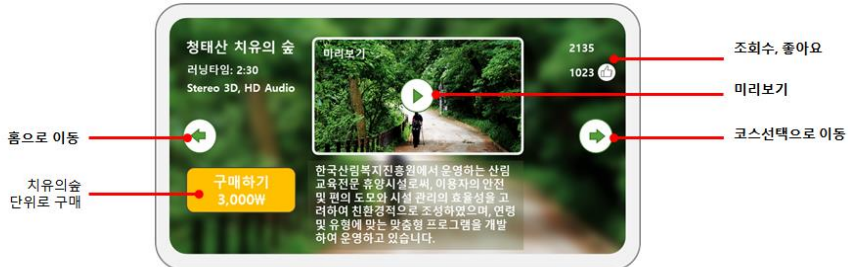 청태산 치유의 숲
러닝타임: 2:30
Stereo 3D, HD Audio
미리보기
2135
1023
조회수, 좋아요
미리보기
홈으로 이동
코스선택으로 이동
치유의숲
단위로 구매
구매하기
3,000₩
한국산림복지진흥원에서 운영하는 산림
교육전문 휴양시설로써, 이용자의 안전
및 편의 도모와 시설 관리의 효율성을 고
려하여 친환경적으로 조성하였으며, 연령
및 유형에 맞는 맞춤형 프로그램을 개발
하여 운영하고 있습니다.